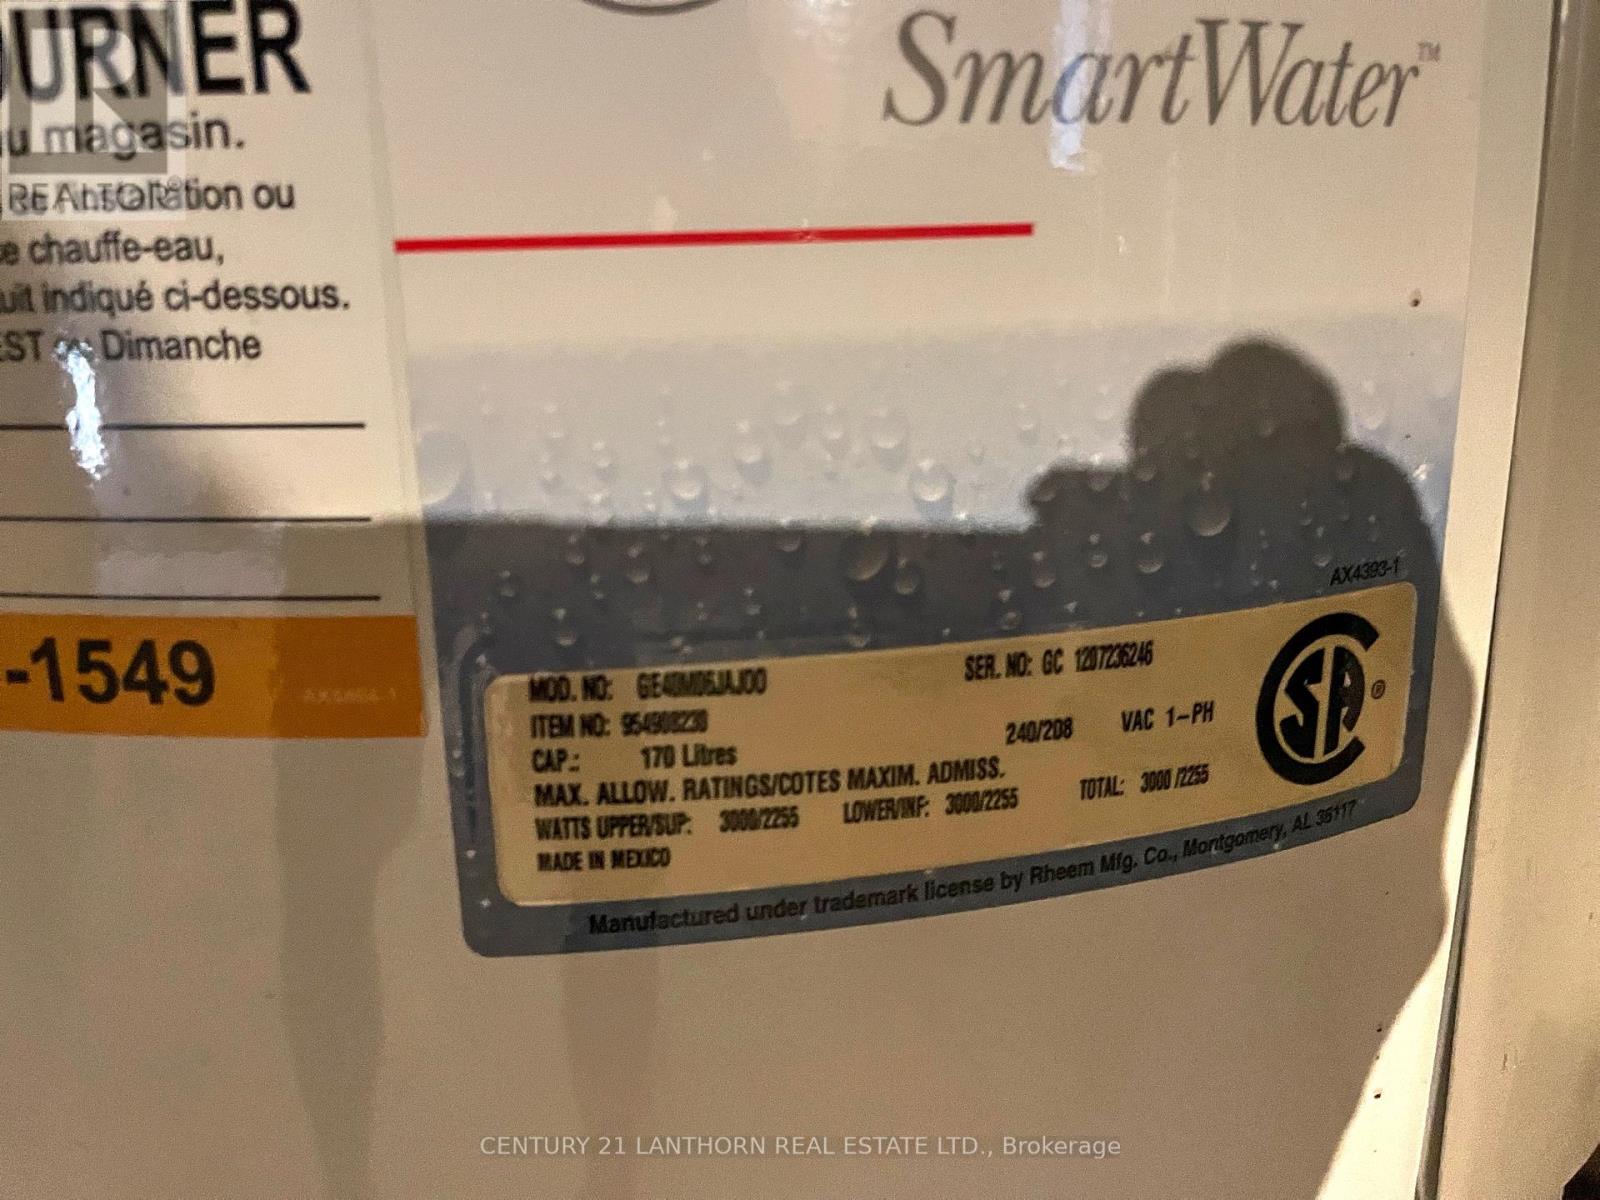 URNER
u magasin.
REALTOR®
installation ou
e chauffe-eau,
uit indiqué ci-dessous.
EST ou Dimanche
-1549
SmartWater™
AX4393-1
MOD. NO: GE40M06JAJ00 SER. NO: GC 1207236246
ITEM NO: 240/208 VAC 1-PH
CAP.: 170 Litres
MAX. ALLOW. RATINGS/COTES MAXIM. ADMISS.
WATTS UPPER/SUP: 3000/2255 LOWER/INF: 3000/2255 TOTAL: 3000/2255
MADE IN MEXICO
Manufactured under trademark license by Rheem Mfg. Co., Montgomery, AL 36117
CENTURY 21 LANTHORN REAL ESTATE LTD., Brokerage